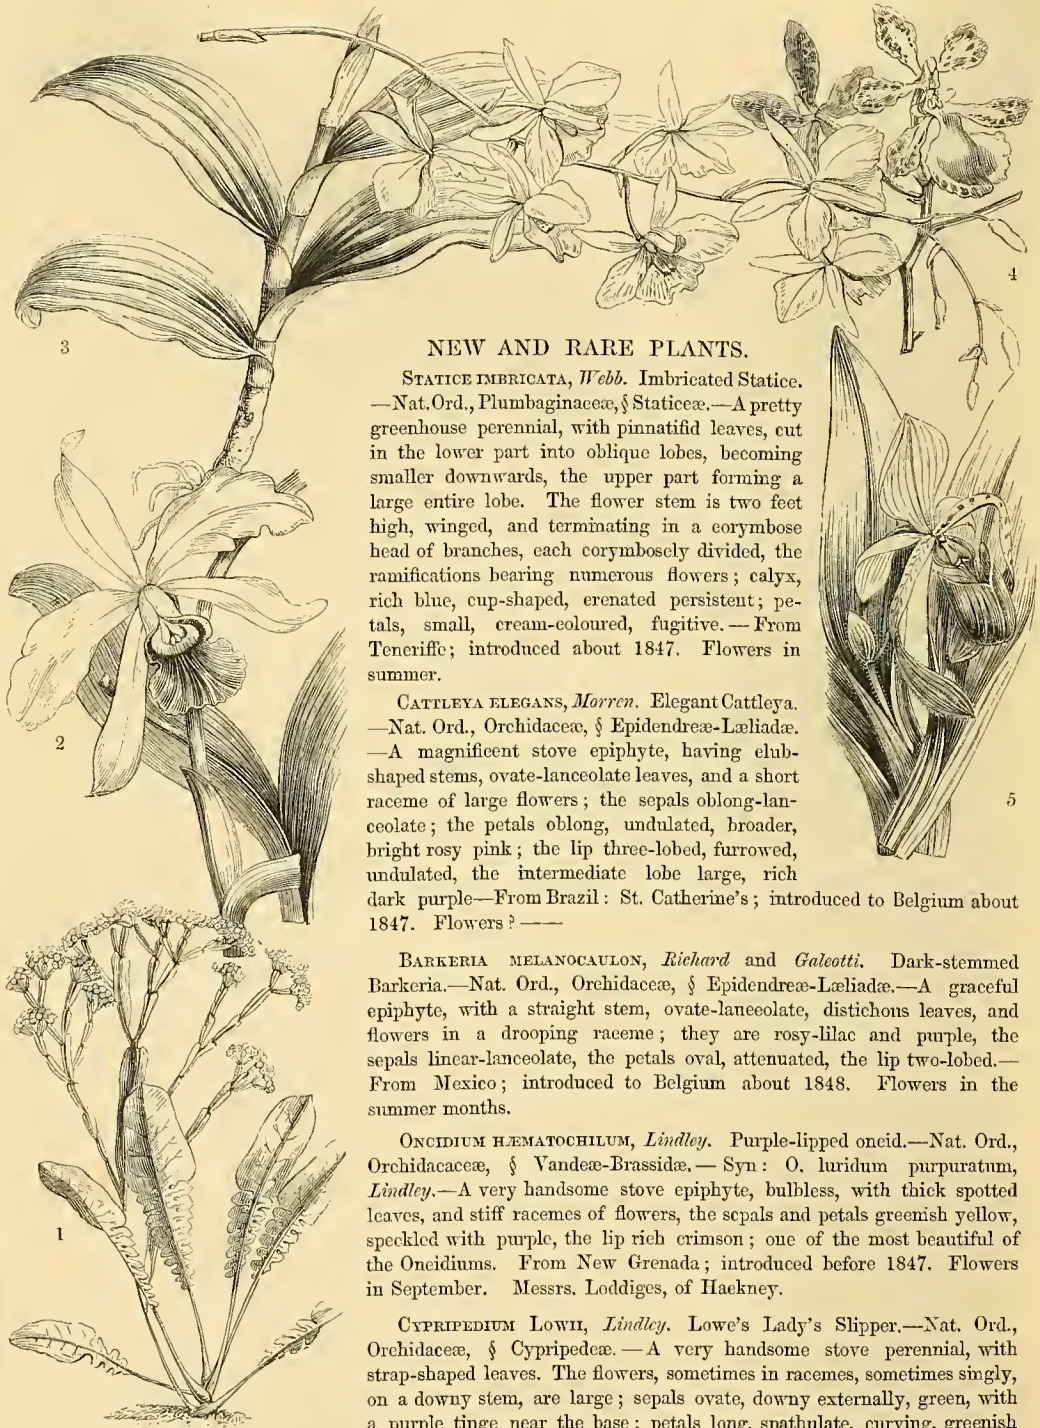 NEW AND RARE PLANTS.
STATICE IMBRICATA, Webb. Imbricated Statice.
—Nat. Ord., Plumbaginaceæ, § Staticeæ.—A pretty
greenhouse perennial, with pinnatifid leaves, cut
in the lower part into oblique lobes, becoming
smaller downwards, the upper part forming a
large entire lobe. The flower stem is two feet
high, winged, and terminating in a corymbose
head of branches, each corymbosely divided, the
ramifications bearing numerous flowers; calyx,
rich blue, cup-shaped, crenated persistent; pe-
tals, small, cream-coloured, fugitive. — From
Teneriffe; introduced about 1847. Flowers in
summer.
CATTLEYA ELEGANS, Morren. Elegant Cattleya.
—Nat. Ord., Orchidaceæ, § Epidendreæ-Læliadæ.
—A magnificent stove epiphyte, having club-
shaped stems, ovate-lanceolate leaves, and a short
raceme of large flowers; the sepals oblong-lan-
ceolate; the petals oblong, undulated, broader,
bright rosy pink; the lip three-lobed, furrowed,
undulated, the intermediate lobe large, rich
dark purple—From Brazil: St. Catherine's; introduced to Belgium about
1847. Flowers? ——
BARKERIA MELANOCAULON, Richard and Galeotti. Dark-stemmed
Barkeria.—Nat. Ord., Orchidaceæ, § Epidendreæ-Læliadæ.—A graceful
epiphyte, with a straight stem, ovate-lanceolate, distichous leaves, and
flowers in a drooping raceme; they are rosy-lilac and purple, the
sepals linear-lanceolate, the petals oval, attenuated, the lip two-lobed.—
From Mexico; introduced to Belgium about 1848. Flowers in the
summer months.
ONCIDIUM HÆMATOCHILUM, Lindley. Purple-lipped oncid.—Nat. Ord.,
Orchidacaceæ, § Vandeæ-Brassidæ.— Syn: O. luridum purpuratum,
Lindley.—A very handsome stove epiphyte, bulbless, with thick spotted
leaves, and stiff racemes of flowers, the sepals and petals greenish yellow,
speckled with purple, the lip rich crimson; one of the most beautiful of
the Oncidiums. From New Grenada; introduced before 1847. Flowers
in September. Messrs. Loddiges, of Hackney.
CYPRIPEDIUM LOWII, Lindley. Lowe's Lady's Slipper.—Nat. Ord.,
Orchidaceæ, § Cypripedeæ. — A very handsome stove perennial, with
strap-shaped leaves. The flowers, sometimes in racemes, sometimes singly,
on a downy stem, are large; sepals ovate, downy externally, green, with
a purple tinge near the base; petals long, spathulate, curving, greenish
3
4
2
5
1